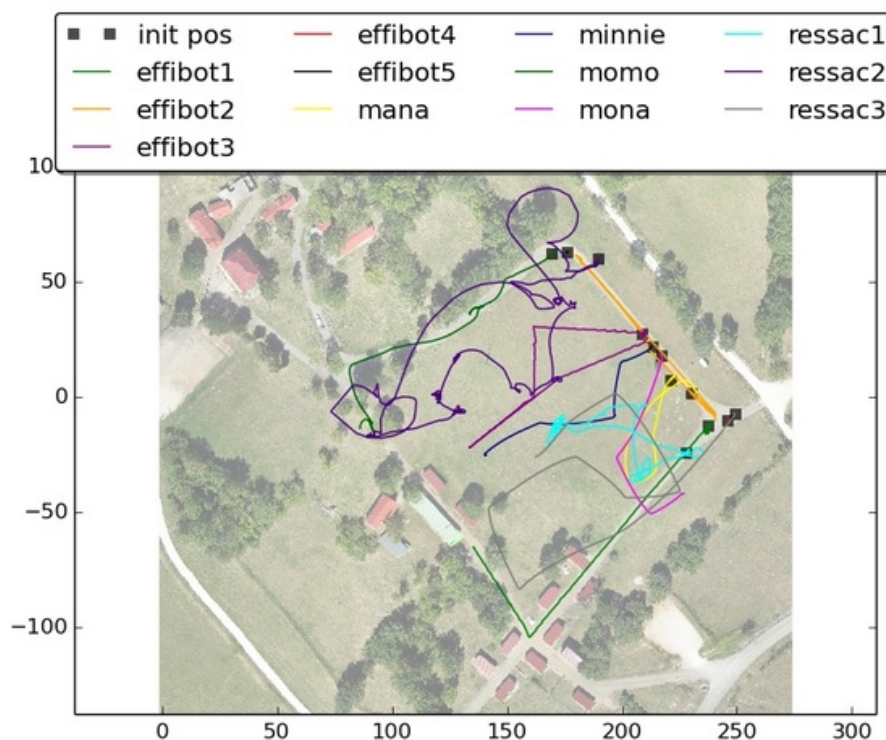 init pos effibot4 minnie ressac1
effibot1 effibot5 momo ressac2
effibot2 mana mona ressac3
effibot3
10
50
0
−50
−100
0 50 100 150 200 250 300